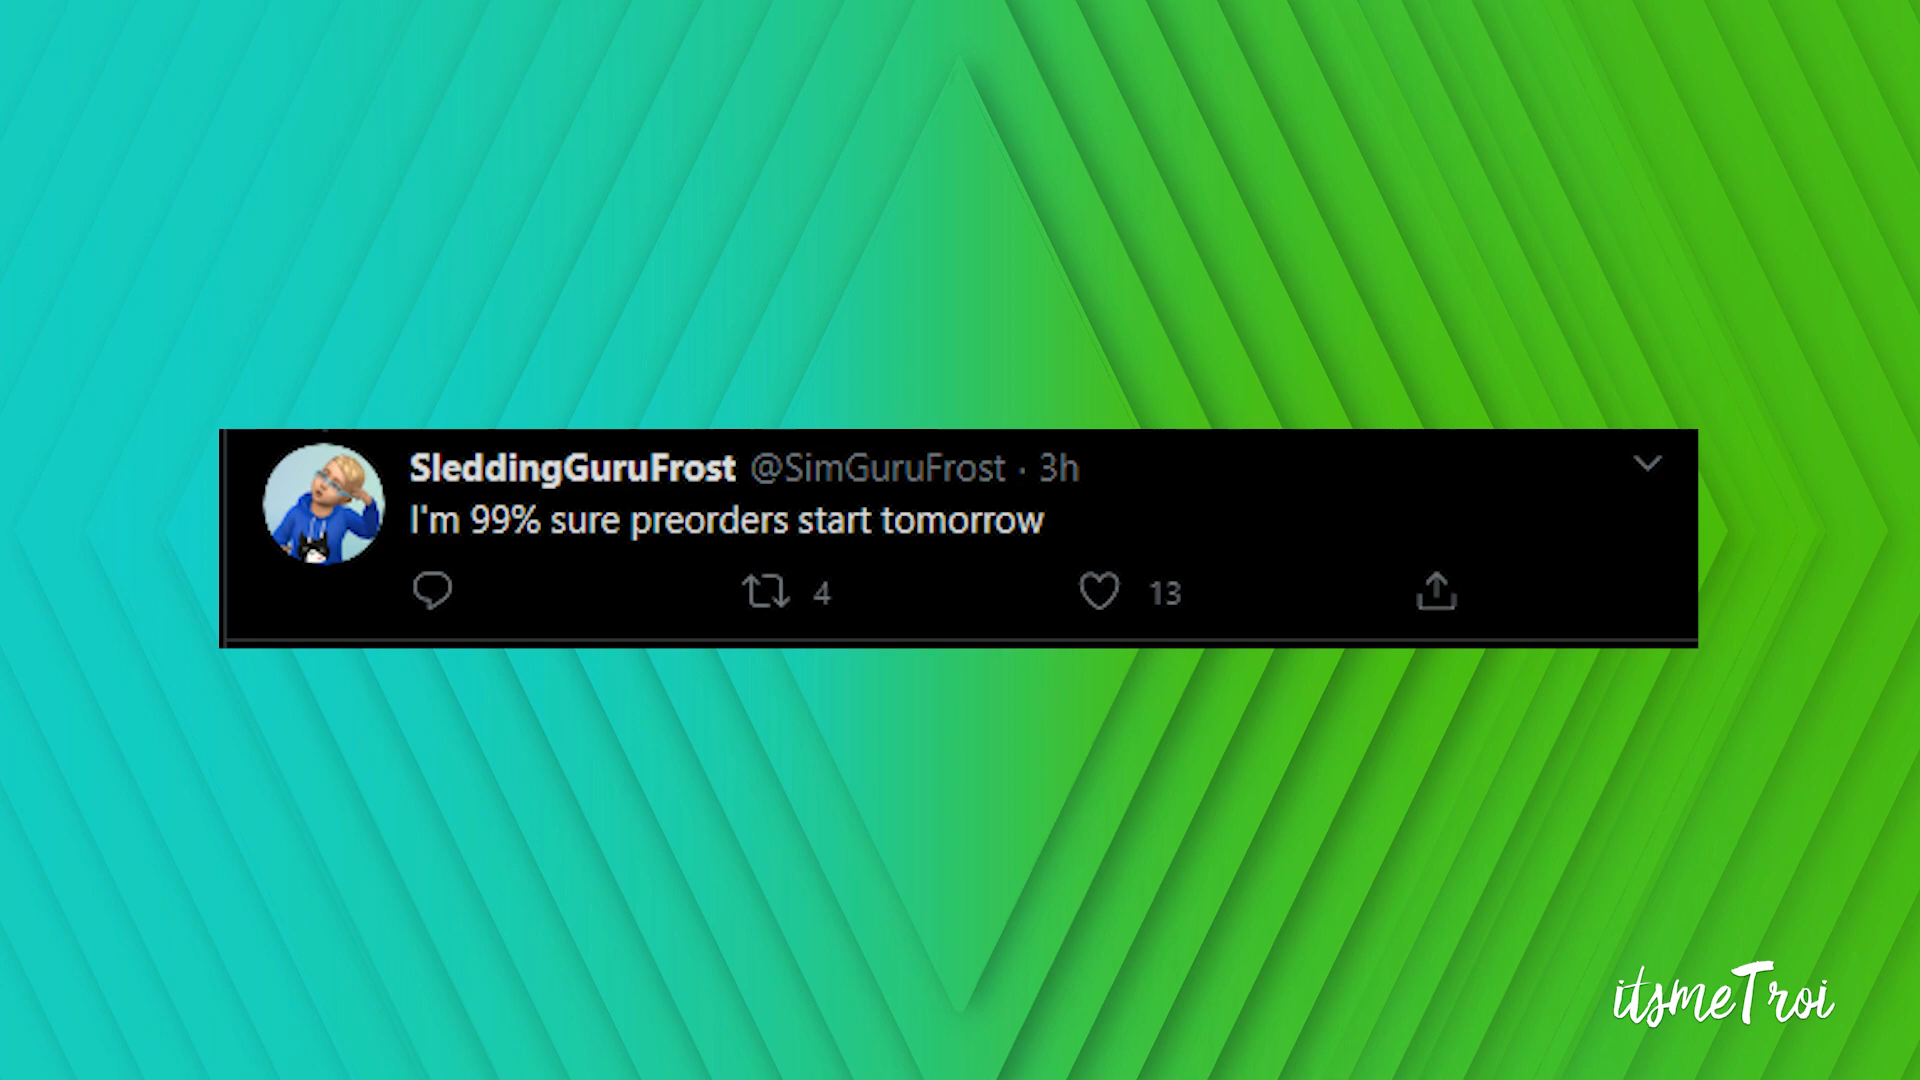 SleddingGuruFrost @SimGuruFrost · 3h
I'm 99% sure preorders start tomorrow
4 13
itsmeTroi